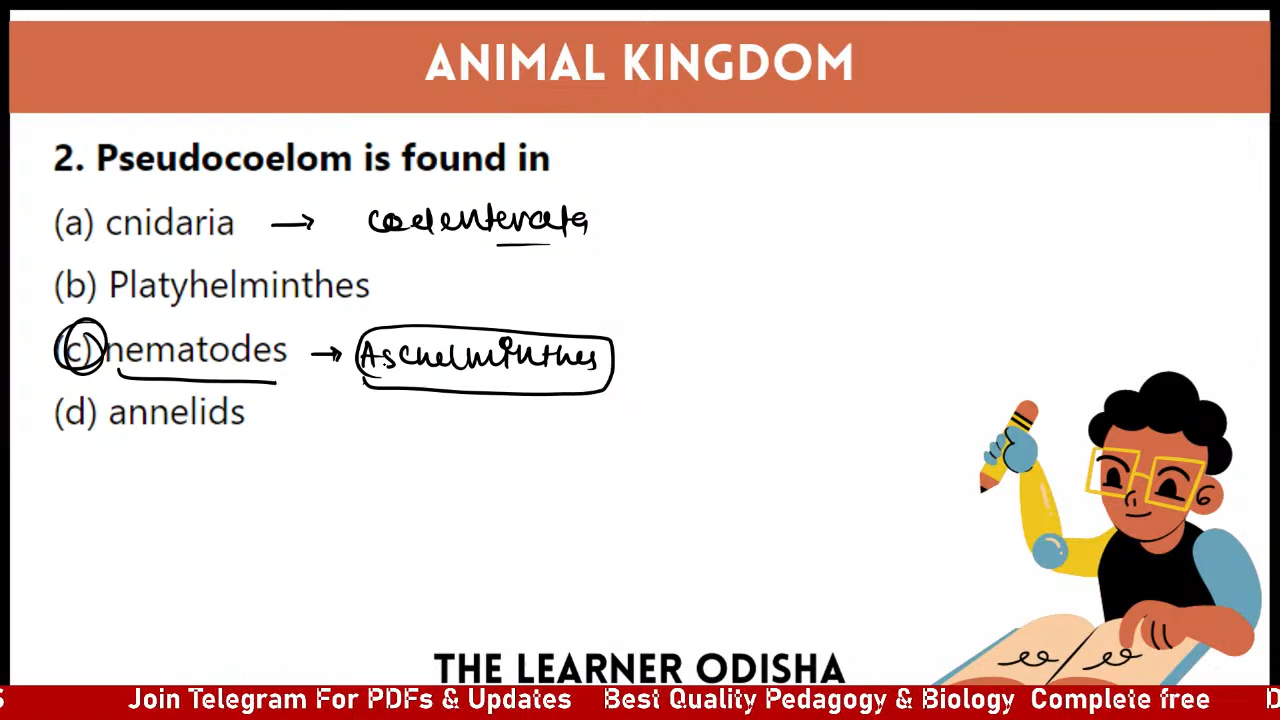 ANIMAL KINGDOM
2. Pseudocoelom is found in
(a) cnidaria → coelenterata
(b) Platyhelminthes
(c) nematodes → Aschelminthes
(d) annelids
THE LEARNER ODISHA
S Join Telegram For PDFs & Updates Best Quality Pedagogy & Biology Complete free D